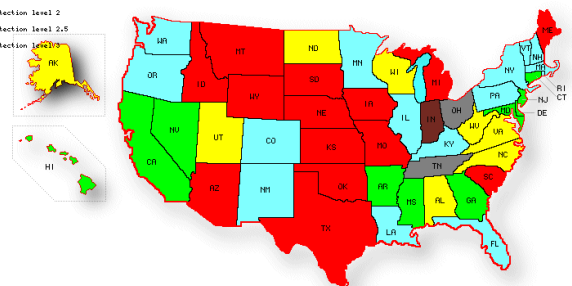 tection level 2
tection level 2.5
tection level 3
AK
HI
WA
OR
CA
NV
ID
MT
WY
UT
AZ
CO
NM
ND
SD
NE
KS
OK
TX
MN
IA
MO
AR
LA
WI
IL
MI
IN
OH
KY
TN
MS
AL
GA
FL
SC
NC
VA
WV
PA
NY
VT
NH
MA
ME
RI
CT
NJ
DE
MD